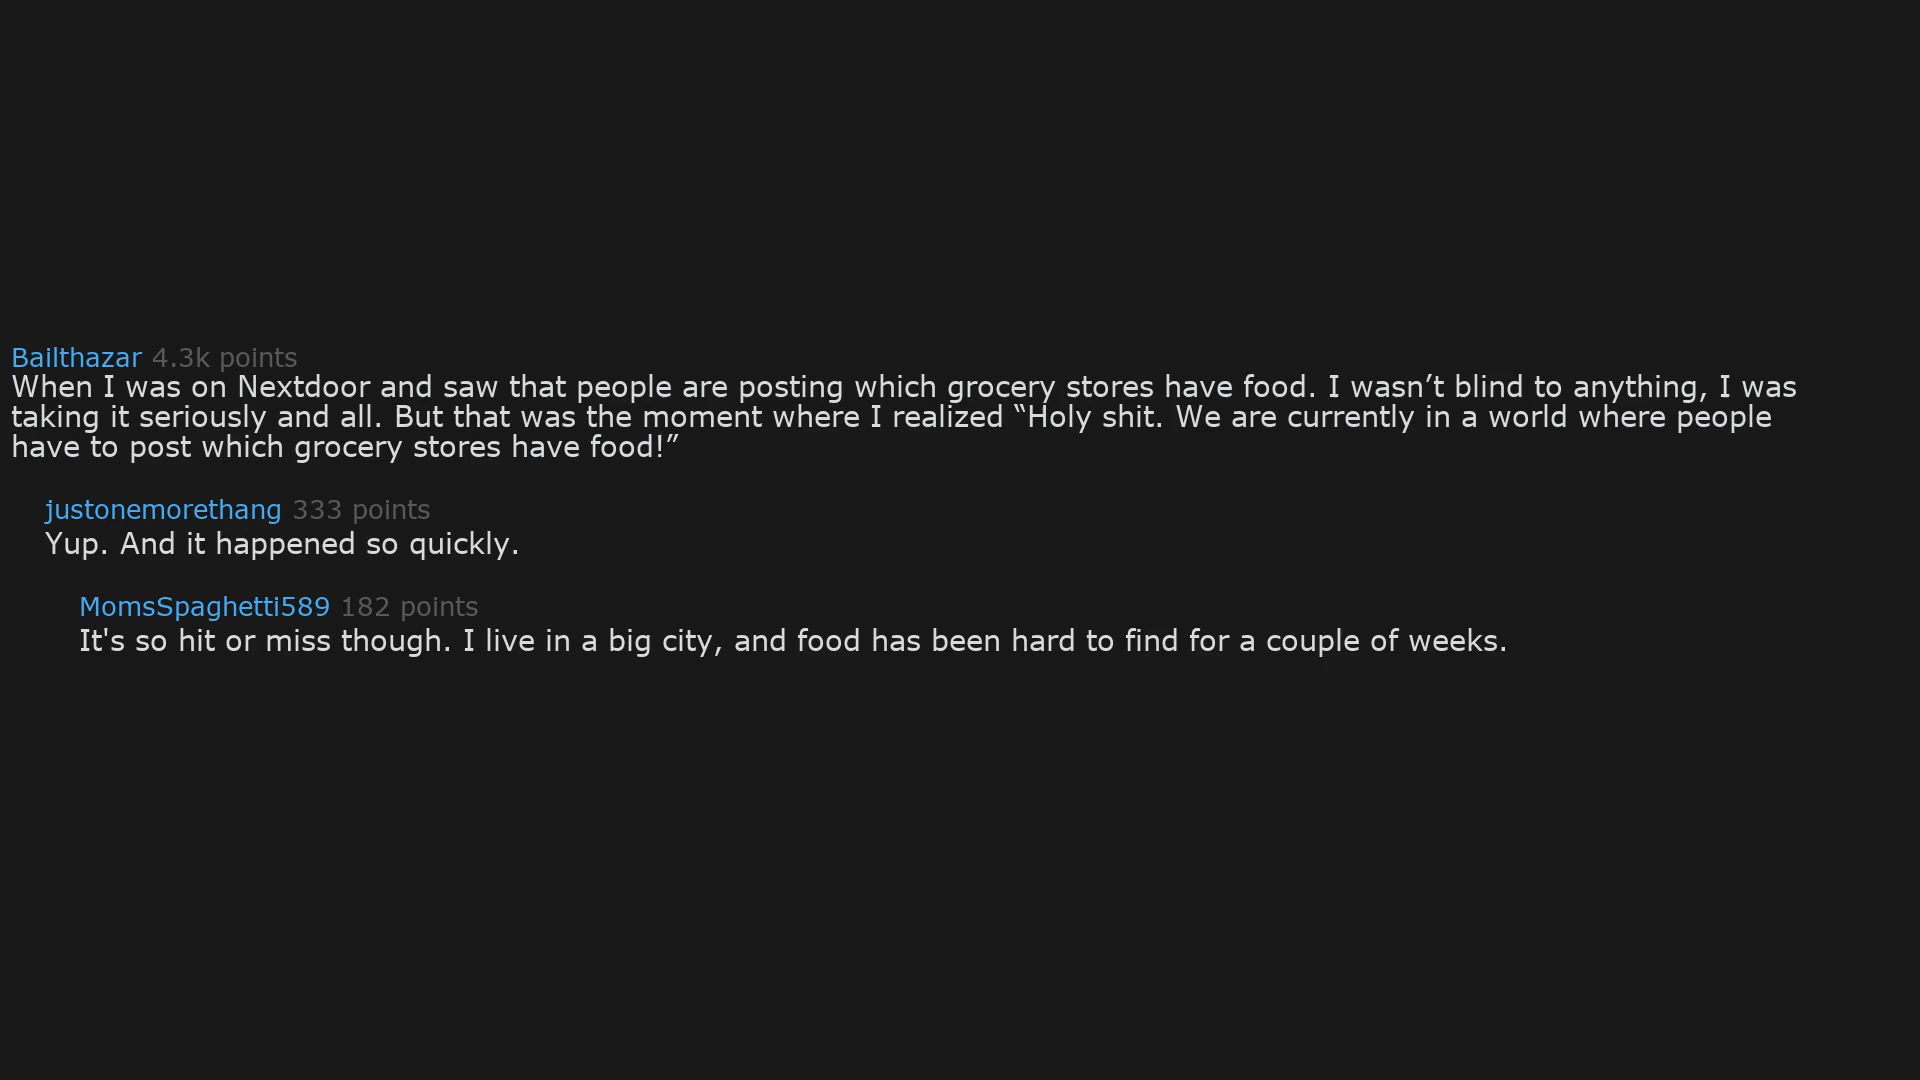 Bailthazar 4.3k points
When I was on Nextdoor and saw that people are posting which grocery stores have food. I wasn’t blind to anything, I was
taking it seriously and all. But that was the moment where I realized “Holy shit. We are currently in a world where people
have to post which grocery stores have food!”
justonemorethang 333 points
Yup. And it happened so quickly.
MomsSpaghetti589 182 points
It's so hit or miss though. I live in a big city, and food has been hard to find for a couple of weeks.